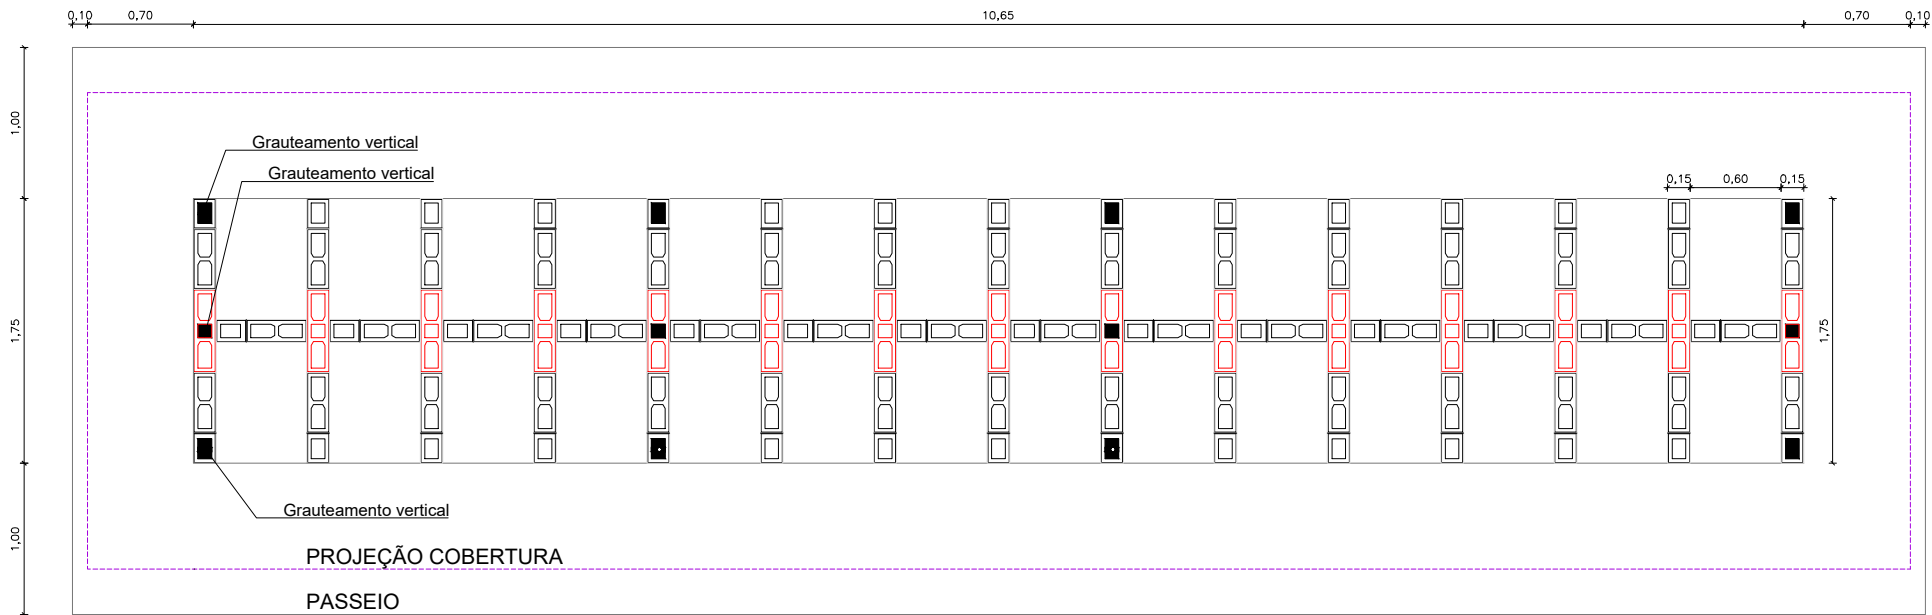 0,10 0,70 10,65 0,70 0,10
1,00
Grauteamento vertical
Grauteamento vertical
0,15 0,60 0,15
1,75
1,75
Grauteamento vertical
1,00
PROJEÇÃO COBERTURA
PASSEIO